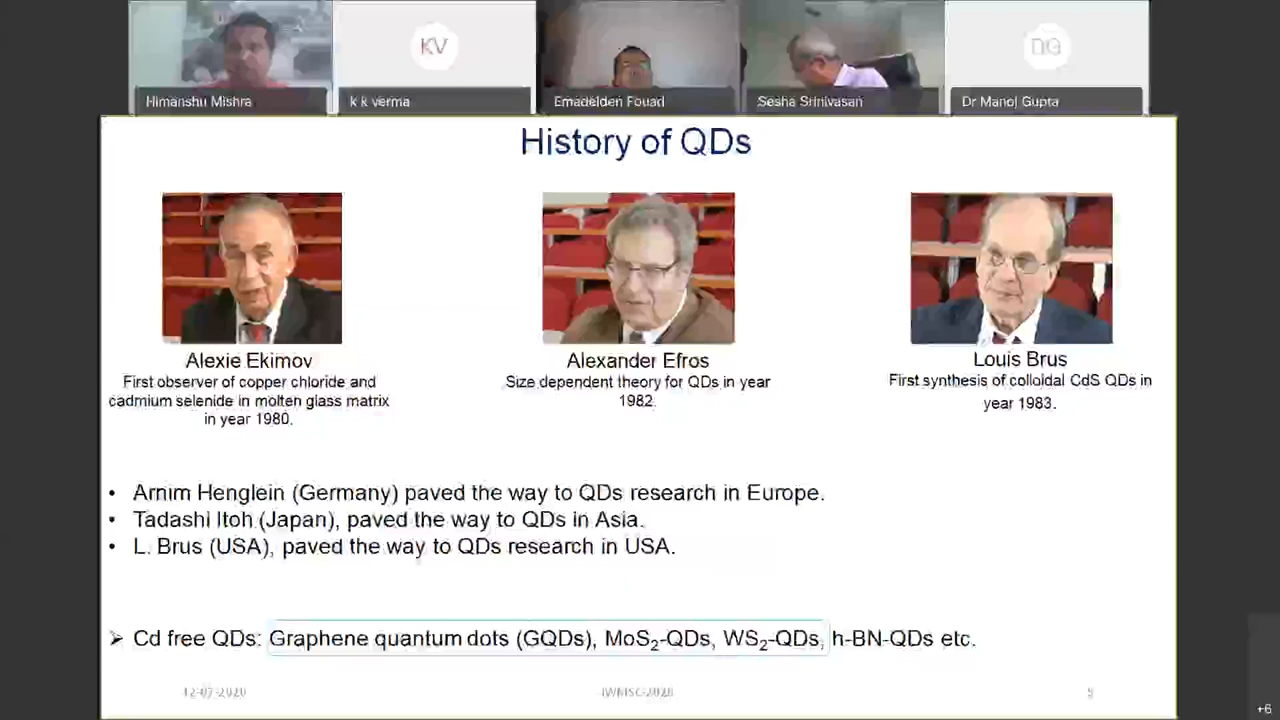 KV
DG
Himanshu Mishra
k k verma
Emadelden Fouad
Sesha Srinivasan
Dr Manoj Gupta
History of QDs
Alexie Ekimov
First observer of copper chloride and
cadmium selenide in molten glass matrix
in year 1980.
Alexander Efros
Size dependent theory for QDs in year
1982.
Louis Brus
First synthesis of colloidal CdS QDs in
year 1983.
• Arnim Henglein (Germany) paved the way to QDs research in Europe.
• Tadashi Itoh (Japan), paved the way to QDs in Asia.
• L. Brus (USA), paved the way to QDs research in USA.
➢ Cd free QDs: Graphene quantum dots (GQDs), MoS₂-QDs, WS₂-QDs, h-BN-QDs etc.
12-07-2020
IWMSC-2020
+6